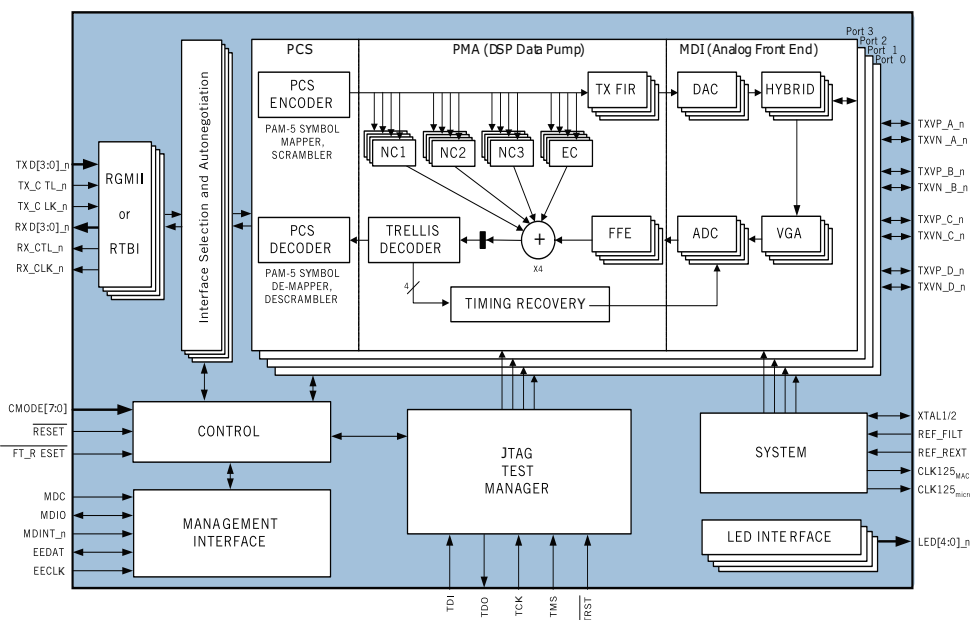 Port 3
Port 2
Port 1
Port 0
PCS
PMA (DSP Data Pump)
MDI (Analog Front End)
PCS
ENCODER
PAM-5 SYMBOL
MAPPER,
SCRAMBLER
TX FIR
DAC
HYBRID
NC1
NC2
NC3
EC
PCS
DECODER
PAM-5 SYMBOL
DE-MAPPER,
DESCRAMBLER
TRELLIS
DECODER
+
X4
FFE
ADC
VGA
4
TIMING RECOVERY
Interface Selection and Autonegotiation
RGMII
or
RTBI
TXD[3:0]_n
TX_CTL_n
TX_CLK_n
RXD[3:0]_n
RX_CTL_n
RX_CLK_n
TXVP_A_n
TXVN_A_n
TXVP_B_n
TXVN_B_n
TXVP_C_n
TXVN_C_n
TXVP_D_n
TXVN_D_n
CMODE[7:0]
RESET
FT_RESET
CONTROL
JTAG
TEST
MANAGER
SYSTEM
XTAL1/2
REF_FILT
REF_REXT
CLK125MAC
CLK125micn
MDC
MDIO
MDINT_n
EEDAT
EECLK
MANAGEMENT
INTERFACE
LED INTERFACE
LED[4:0]_n
TDI
TDO
TCK
TMS
TRST